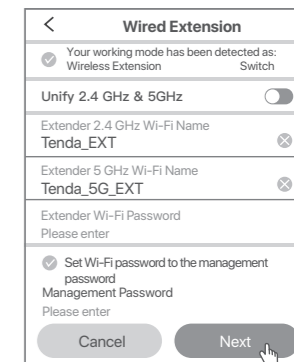 Wired Extension
Your working mode has been detected as:
Wireless Extension Switch
Unify 2.4 GHz & 5GHz
Extender 2.4 GHz Wi-Fi Name
Tenda_EXT
Extender 5 GHz Wi-Fi Name
Tenda_5G_EXT
Extender Wi-Fi Password
Please enter
Set Wi-Fi password to the management
password
Management Password
Please enter
Cancel Next